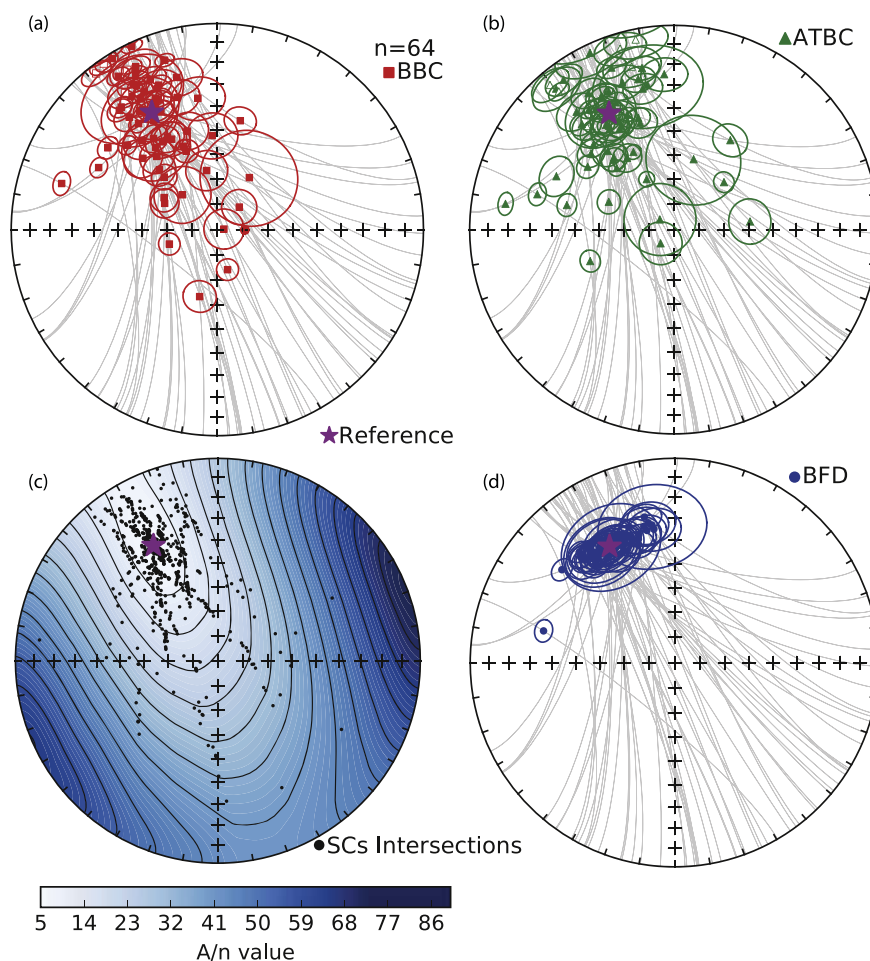 (a)
n=64
BBC
(b)
ATBC
Reference
(c)
SCs Intersections
(d)
BFD
5 14 23 32 41 50 59 68 77 86
A/n value